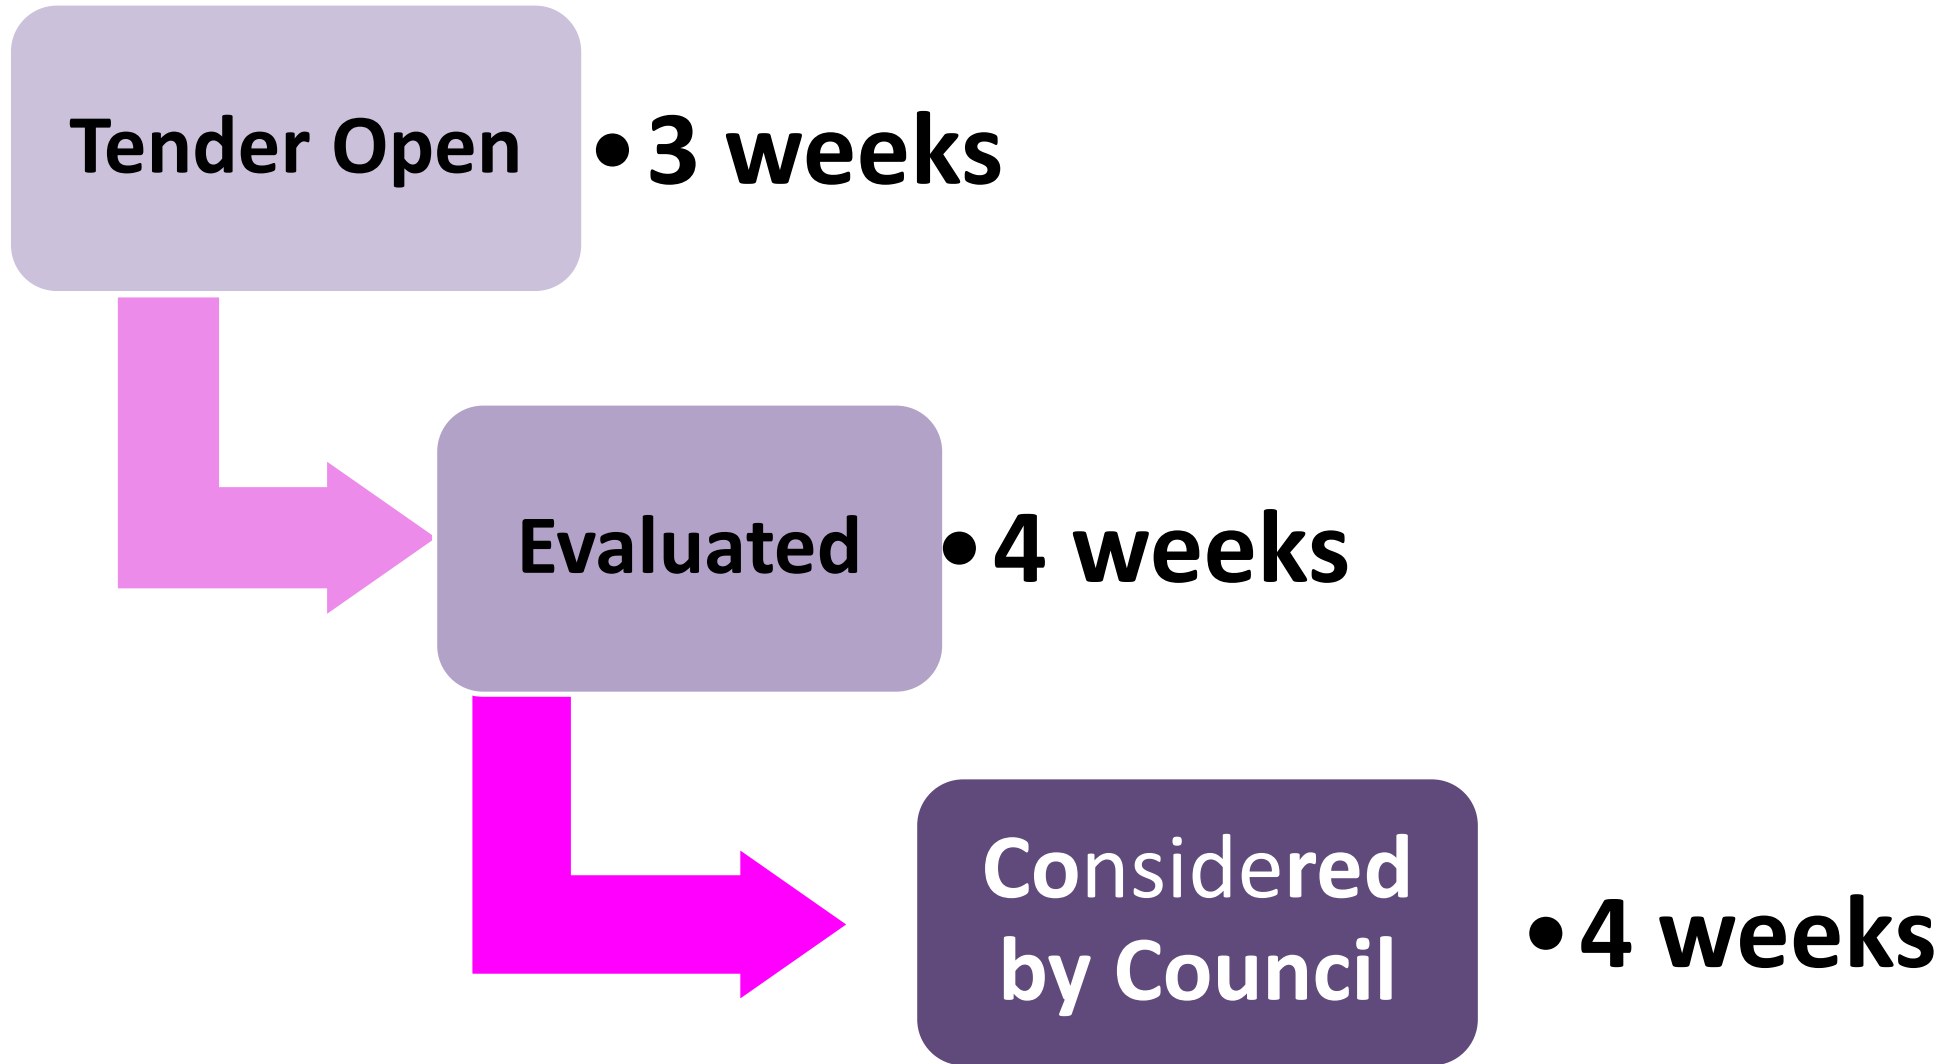 Tender Open
•3 weeks
Evaluated
•4 weeks
Considered
by Council
•4 weeks